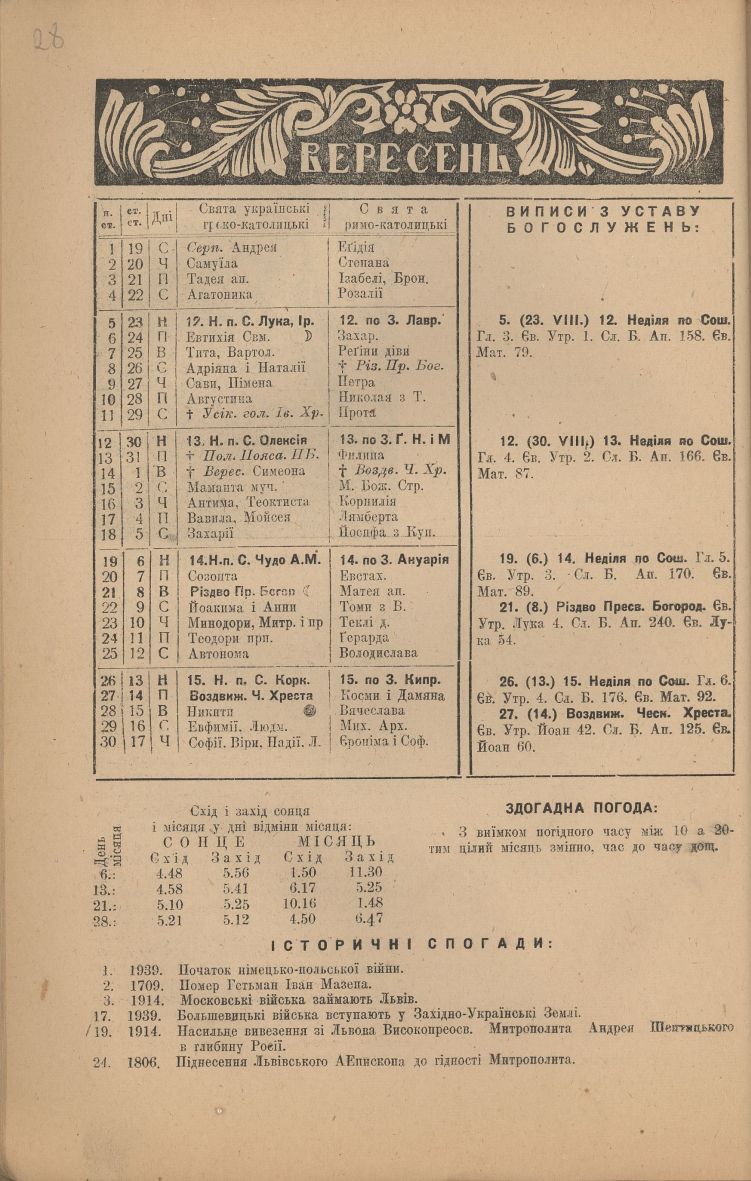 28
ВЕРЕСЕНЬ
н. ст. | ст. ст. | Дні | Свята українські греко-католицькі | Свята римо-католицькі
1 19 С Серп. Андрея Еґідія
2 20 Ч Самуїла Степана
3 21 П Тадея ап. Ізабелі, Брон.
4 22 С Агатоника Розалії
5 23 Н 12. Н. п. С. Лука, Ір. 12. по З. Лавр.
6 24 П Евтихія Свм. ☽ Захар.
7 25 В Тита, Вартол. Реґіни діви
8 26 С Адріяна і Наталії † Різ. Пр. Бог.
9 27 Ч Сави, Пімена Петра
10 28 П Августина Николая з Т.
11 29 С † Усік. гол. Ів. Хр. Прота
12 30 Н 13. Н. п. С. Олексія 13. по З. Ґ. Н. і М
13 31 П † Пол. Пояса. ПБ. Филипа
14 1 В † Верес. Симеона † Воздв. Ч. Хр.
15 2 С Маманта муч. М. Бож. Стр.
16 3 Ч Антима, Теоктиста Корнилія
17 4 П Вавила, Мойсея Лямберта
18 5 С Захарії Йосифа з Куп.
19 6 Н 14.Н.п. С. Чудо А.М. 14. по З. Ануарія
20 7 П Созонта Евстах.
21 8 В Різдво Пр. Богор ☾ Матея ап.
22 9 С Йоакима і Анни Томи з В.
23 10 Ч Минодори, Митр. і пр Теклі д.
24 11 П Теодори прп. Ґерарда
25 12 С Автонома Володислава
26 13 Н 15. Н. п. С. Корк. 15. по З. Кипр.
27 14 П Воздвиж. Ч. Хреста Косми і Дамяна
28 15 В Никити Вячеслава
29 16 С Евфимії, Людм. Мих. Арх.
30 17 Ч Софії, Віри, Надії, Л. Єроніма і Соф.
ВИПИСИ З УСТАВУ
БОГОСЛУЖЕНЬ:
5. (23. VIII.) 12. Неділя по Сош.
Гл. 3. Єв. Утр. 1. Сл. Б. Ап. 158. Єв.
Мат. 79.
12. (30. VIII.) 13. Неділя по Сош.
Гл. 4. Єв. Утр. 2. Сл. Б. Ап. 166. Єв.
Мат. 87.
19. (6.) 14. Неділя по Сош. Гл. 5.
Єв. Утр. 3. Сл. Б. Ап. 170. Єв.
Мат. 89.
21. (8.) Різдво Пресв. Богород. Єв.
Утр. Лука 4. Сл. Б. Ап. 240. Єв. Лу-
ка 54.
26. (13.) 15. Неділя по Сош. Гл. 6.
Єв. Утр. 4. Сл. Б. 176. Єв. Мат. 92.
27. (14.) Воздвиж. Чесн. Хреста.
Єв. Утр. Йоан 42. Сл. Б. Ап. 125. Єв.
Йоан 60.
Схід і захід сонця
і місяця у дні відміни місяця:
День місяця
СОНЦЕ МІСЯЦЬ
Схід Захід Схід Захід
6.: 4.48 5.56 1.50 11.30
13.: 4.58 5.41 6.17 5.25
21.: 5.10 5.25 10.16 1.48
28.: 5.21 5.12 4.50 6.47
ЗДОГАДНА ПОГОДА:
З виїмком погідного часу між 10 а 20-
тим цілий місяць змінно, час до часу дощ.
ІСТОРИЧНІ СПОГАДИ:
1. 1939. Початок німецько-польської війни.
2. 1709. Помер Гетьман Іван Мазепа.
3. 1914. Московські війська займають Львів.
17. 1939. Большевицькі війська вступають у Західно-Українські Землі.
19. 1914. Насильне вивезення зі Львова Високопреосв. Митрополита Андрея Шептицького
в глибину Росії.
24. 1806. Піднесення Львівського АЕпископа до гідності Митрополита.